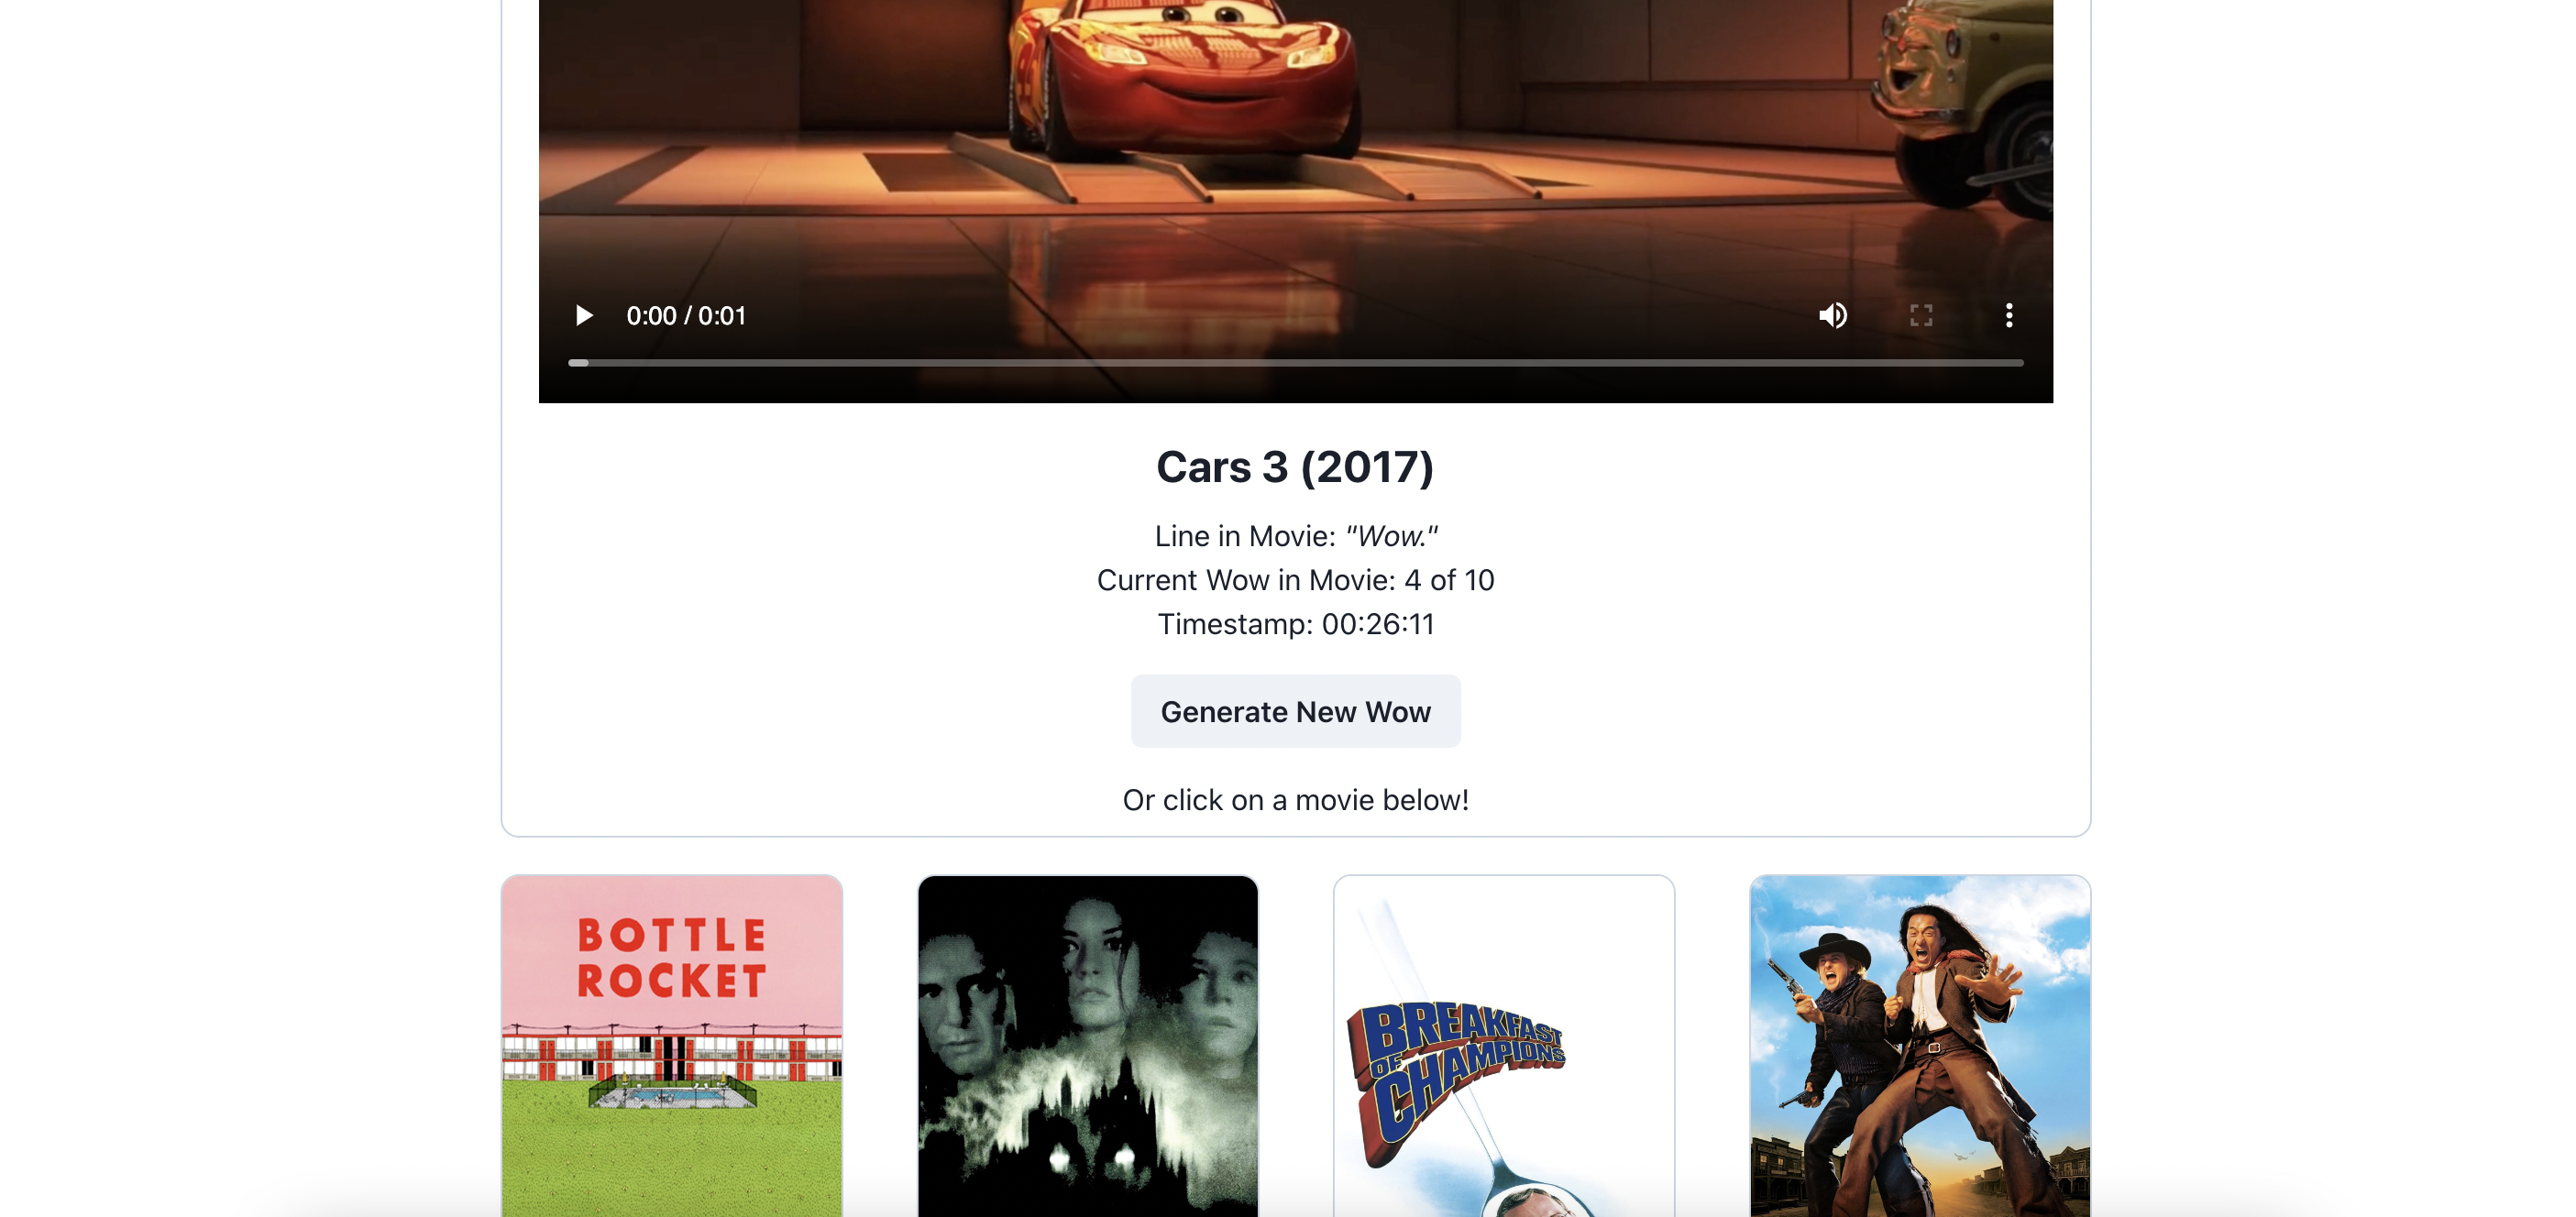 0:00 / 0:01
Cars 3 (2017)
Line in Movie: "Wow."
Current Wow in Movie: 4 of 10
Timestamp: 00:26:11
Generate New Wow
Or click on a movie below!
BOTTLE
ROCKET
BREAKFAST
OF
CHAMPIONS